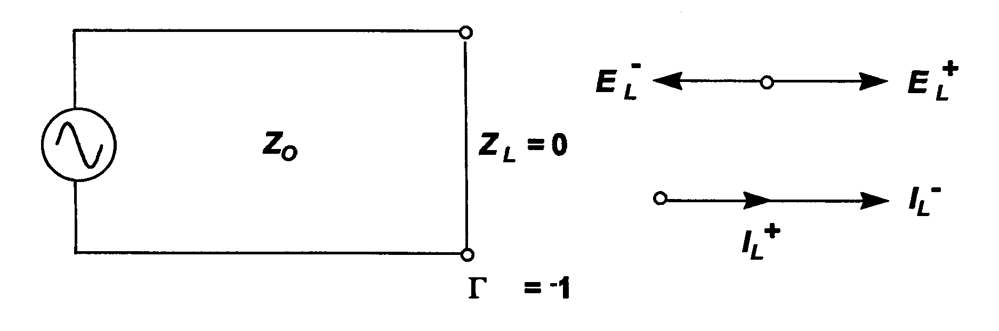 E_L^- E_L^+
Z_O Z_L = 0
I_L^-
I_L^+
Γ = -1